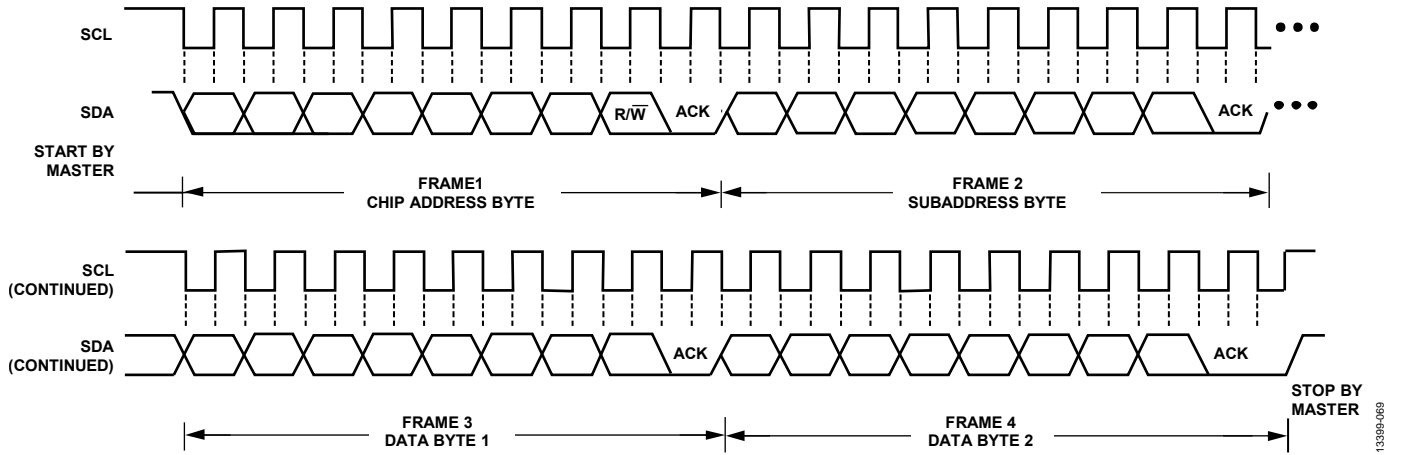 SCL
SDA
R/W̅
ACK
ACK
START BY
MASTER
FRAME1
CHIP ADDRESS BYTE
FRAME 2
SUBADDRESS BYTE
SCL
(CONTINUED)
SDA
(CONTINUED)
ACK
ACK
STOP BY
MASTER
FRAME 3
DATA BYTE 1
FRAME 4
DATA BYTE 2
13399-069